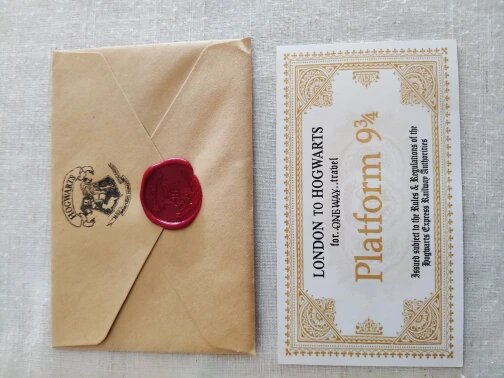 HOGWARTS
LONDON TO HOGWARTS
for..ONE WAY..travel
Platform 9¾
Issued subject to the Rules & Regulations of the
Hogwarts Express Railway Authorities